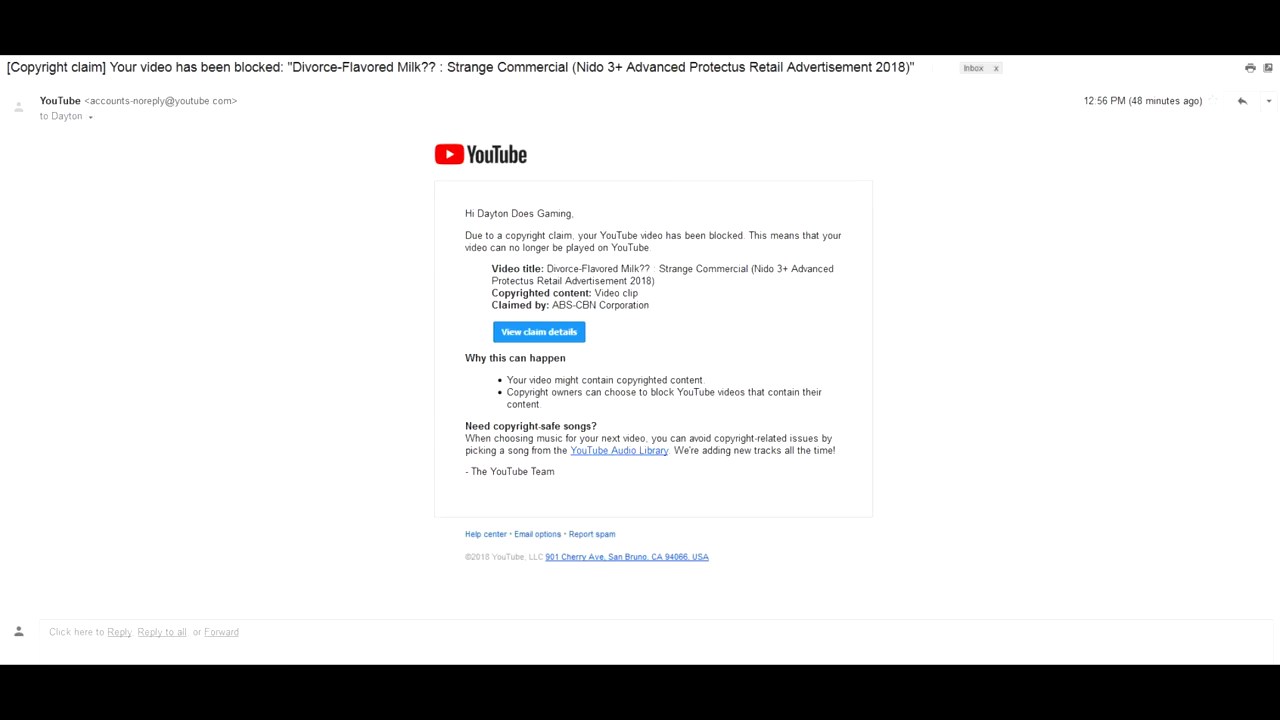 [Copyright claim] Your video has been blocked: "Divorce-Flavored Milk?? : Strange Commercial (Nido 3+ Advanced Protectus Retail Advertisement 2018)" Inbox x
YouTube <accounts-noreply@youtube.com> 12:56 PM (48 minutes ago)
to Dayton
YouTube
Hi Dayton Does Gaming,
Due to a copyright claim, your YouTube video has been blocked. This means that your
video can no longer be played on YouTube.
Video title: Divorce-Flavored Milk?? : Strange Commercial (Nido 3+ Advanced
Protectus Retail Advertisement 2018)
Copyrighted content: Video clip
Claimed by: ABS-CBN Corporation
View claim details
Why this can happen
• Your video might contain copyrighted content.
• Copyright owners can choose to block YouTube videos that contain their
content.
Need copyright-safe songs?
When choosing music for your next video, you can avoid copyright-related issues by
picking a song from the YouTube Audio Library. We're adding new tracks all the time!
- The YouTube Team
Help center • Email options • Report spam
©2018 YouTube, LLC 901 Cherry Ave, San Bruno, CA 94066, USA
Click here to Reply, Reply to all, or Forward